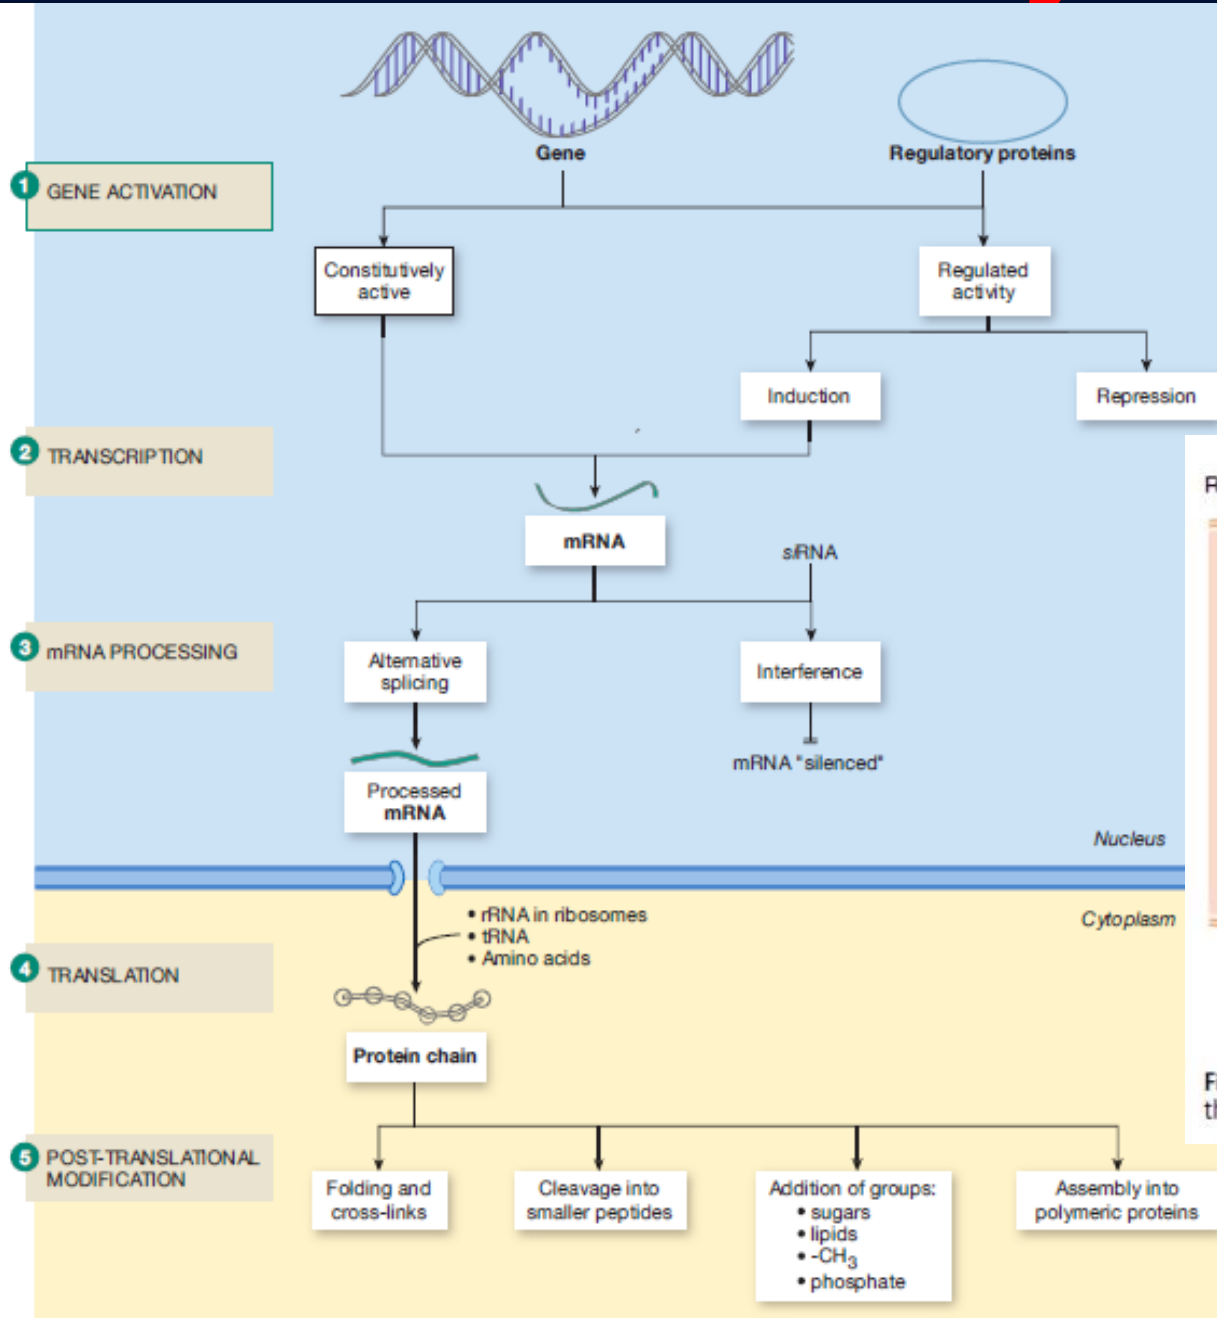 Gene
Regulatory proteins
1 GENE ACTIVATION
Constitutively
active
Regulated
activity
Induction
Repression
2 TRANSCRIPTION
mRNA
siRNA
3 mRNA PROCESSING
Alternative
splicing
Interference
mRNA "silenced"
Processed
mRNA
Nucleus
Cytoplasm
• rRNA in ribosomes
• tRNA
• Amino acids
4 TRANSLATION
Protein chain
5 POST-TRANSLATIONAL
MODIFICATION
Folding and
cross-links
Cleavage into
smaller peptides
Addition of groups:
• sugars
• lipids
• -CH3
• phosphate
Assembly into
polymeric proteins